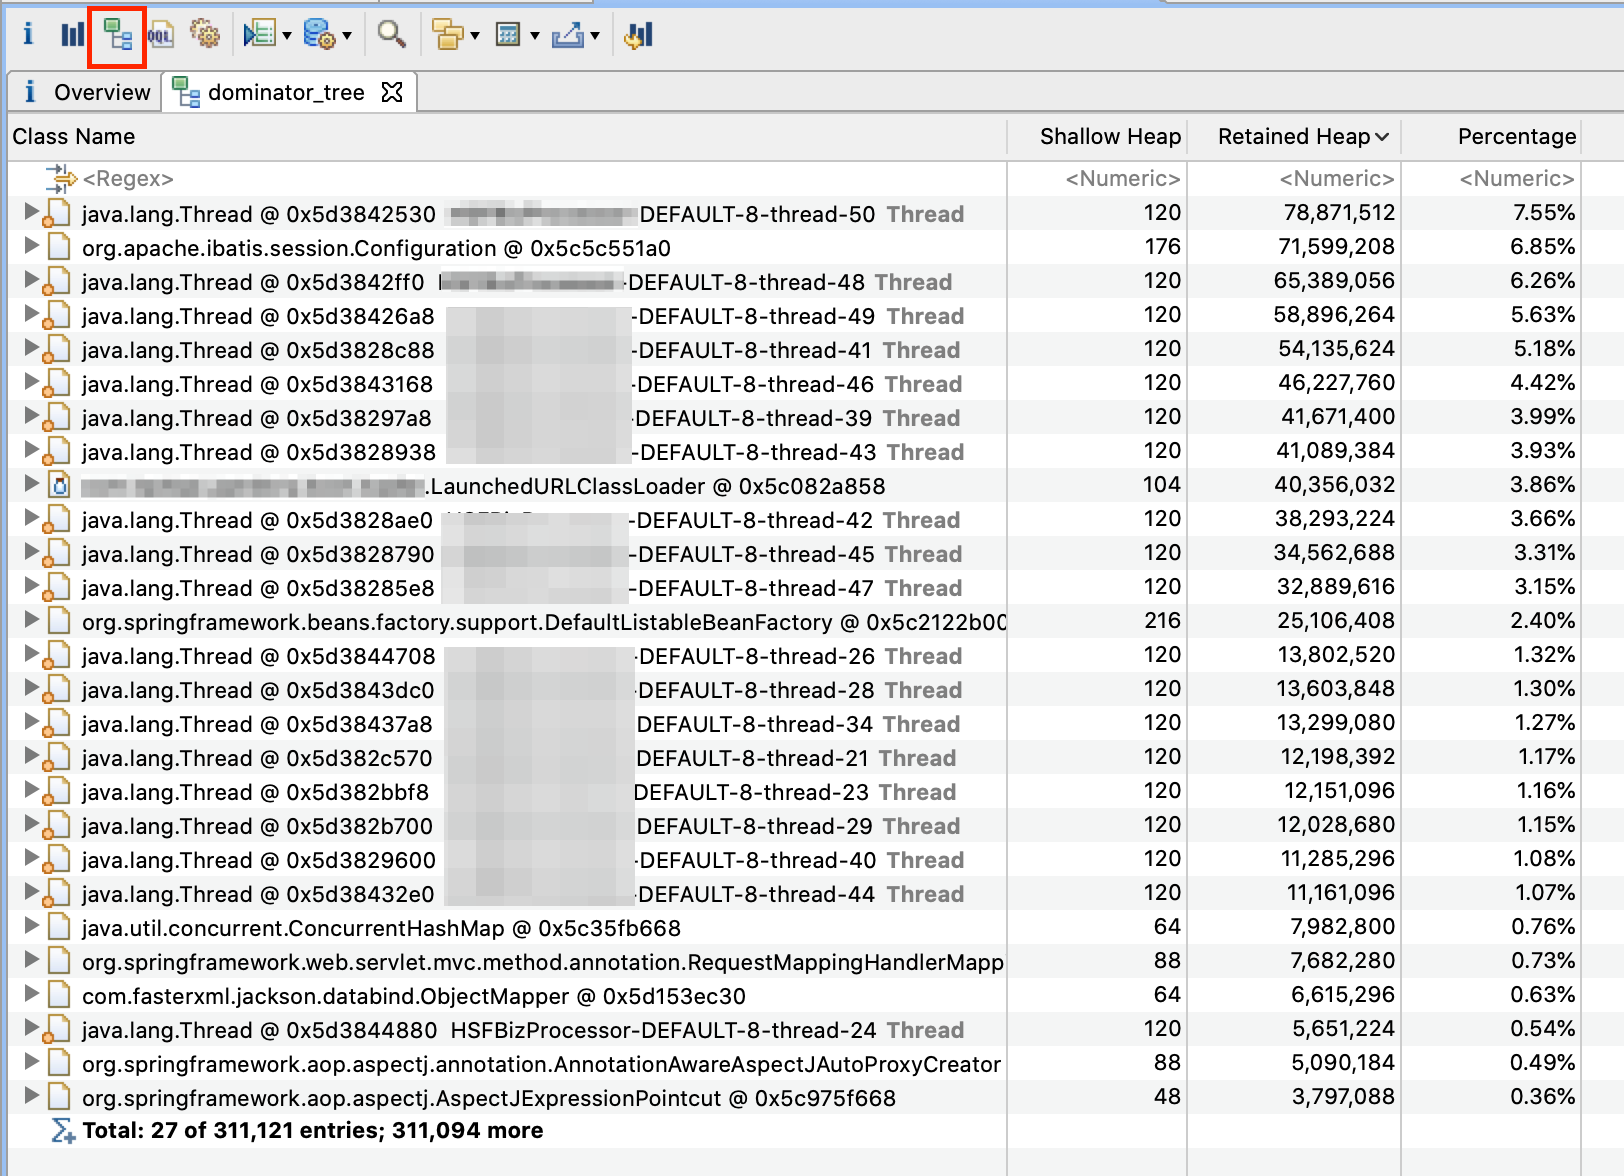 OQL
Overview dominator_tree
Class Name Shallow Heap Retained Heap Percentage
<Regex> <Numeric> <Numeric> <Numeric>
java.lang.Thread @ 0x5d3842530 DEFAULT-8-thread-50 Thread 120 78,871,512 7.55%
org.apache.ibatis.session.Configuration @ 0x5c5c551a0 176 71,599,208 6.85%
java.lang.Thread @ 0x5d3842ff0 -DEFAULT-8-thread-48 Thread 120 65,389,056 6.26%
java.lang.Thread @ 0x5d38426a8 -DEFAULT-8-thread-49 Thread 120 58,896,264 5.63%
java.lang.Thread @ 0x5d3828c88 -DEFAULT-8-thread-41 Thread 120 54,135,624 5.18%
java.lang.Thread @ 0x5d3843168 -DEFAULT-8-thread-46 Thread 120 46,227,760 4.42%
java.lang.Thread @ 0x5d38297a8 -DEFAULT-8-thread-39 Thread 120 41,671,400 3.99%
java.lang.Thread @ 0x5d3828938 -DEFAULT-8-thread-43 Thread 120 41,089,384 3.93%
.LaunchedURLClassLoader @ 0x5c082a858 104 40,356,032 3.86%
java.lang.Thread @ 0x5d3828ae0 -DEFAULT-8-thread-42 Thread 120 38,293,224 3.66%
java.lang.Thread @ 0x5d3828790 -DEFAULT-8-thread-45 Thread 120 34,562,688 3.31%
java.lang.Thread @ 0x5d38285e8 -DEFAULT-8-thread-47 Thread 120 32,889,616 3.15%
org.springframework.beans.factory.support.DefaultListableBeanFactory @ 0x5c2122b00 216 25,106,408 2.40%
java.lang.Thread @ 0x5d3844708 -DEFAULT-8-thread-26 Thread 120 13,802,520 1.32%
java.lang.Thread @ 0x5d3843dc0 -DEFAULT-8-thread-28 Thread 120 13,603,848 1.30%
java.lang.Thread @ 0x5d38437a8 DEFAULT-8-thread-34 Thread 120 13,299,080 1.27%
java.lang.Thread @ 0x5d382c570 DEFAULT-8-thread-21 Thread 120 12,198,392 1.17%
java.lang.Thread @ 0x5d382bbf8 DEFAULT-8-thread-23 Thread 120 12,151,096 1.16%
java.lang.Thread @ 0x5d382b700 DEFAULT-8-thread-29 Thread 120 12,028,680 1.15%
java.lang.Thread @ 0x5d3829600 -DEFAULT-8-thread-40 Thread 120 11,285,296 1.08%
java.lang.Thread @ 0x5d38432e0 -DEFAULT-8-thread-44 Thread 120 11,161,096 1.07%
java.util.concurrent.ConcurrentHashMap @ 0x5c35fb668 64 7,982,800 0.76%
org.springframework.web.servlet.mvc.method.annotation.RequestMappingHandlerMapp 88 7,682,280 0.73%
com.fasterxml.jackson.databind.ObjectMapper @ 0x5d153ec30 64 6,615,296 0.63%
java.lang.Thread @ 0x5d3844880 HSFBizProcessor-DEFAULT-8-thread-24 Thread 120 5,651,224 0.54%
org.springframework.aop.aspectj.annotation.AnnotationAwareAspectJAutoProxyCreator 88 5,090,184 0.49%
org.springframework.aop.aspectj.AspectJExpressionPointcut @ 0x5c975f668 48 3,797,088 0.36%
Total: 27 of 311,121 entries; 311,094 more